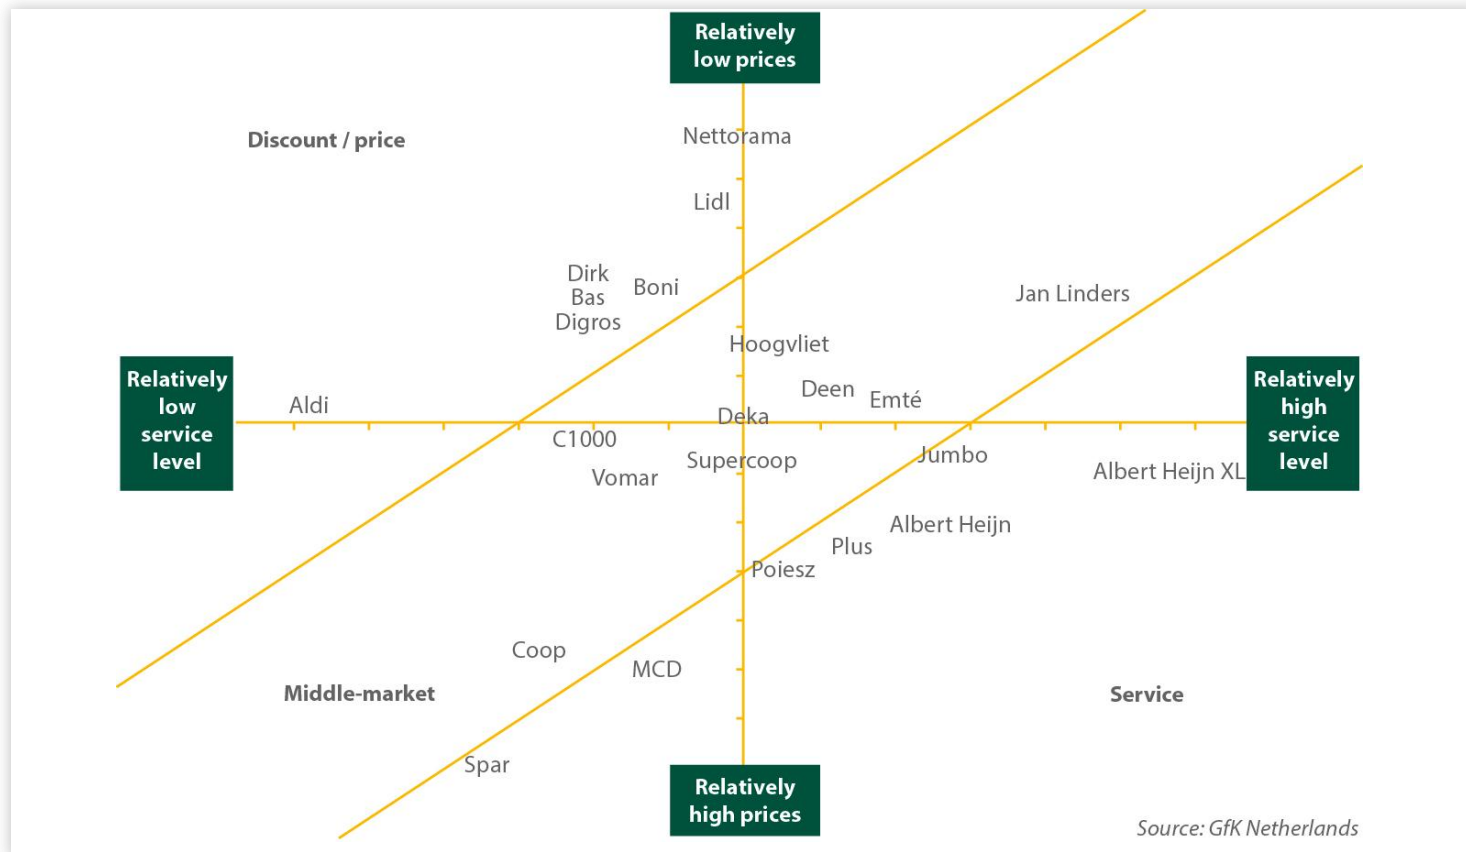 Relatively
low prices
Discount / price
Nettorama
Lidl
Dirk
Bas
Digros
Boni
Jan Linders
Hoogvliet
Relatively
low
service
level
Aldi
Deen
Emté
Deka
Relatively
high
service
level
C1000
Vomar
Supercoop
Jumbo
Albert Heijn XL
Albert Heijn
Plus
Poiesz
Coop
MCD
Middle-market
Service
Spar
Relatively
high prices
Source: GfK Netherlands